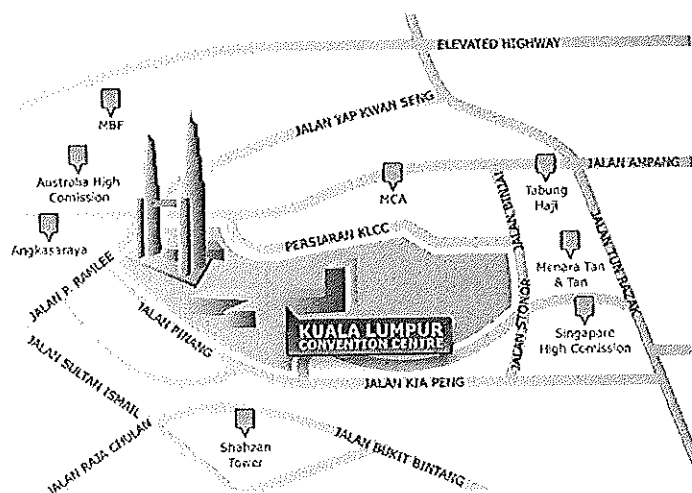 ELEVATED HIGHWAY
MBF
JALAN YAP KWAN SENG
Australia High
Comission
MCA
Tabung
Haji
JALAN AMPANG
Angkasaraya
PERSIARAN KLCC
JALAN BINJAI
JALAN TUN RAZAK
Menara Tan
& Tan
JALAN P. RAMLEE
JALAN PINANG
KUALA LUMPUR
CONVENTION CENTRE
JALAN STONOR
Singapore
High Comission
JALAN SULTAN ISMAIL
JALAN KIA PENG
JALAN RAJA CHULAN
Shahzan
Tower
JALAN BUKIT BINTANG